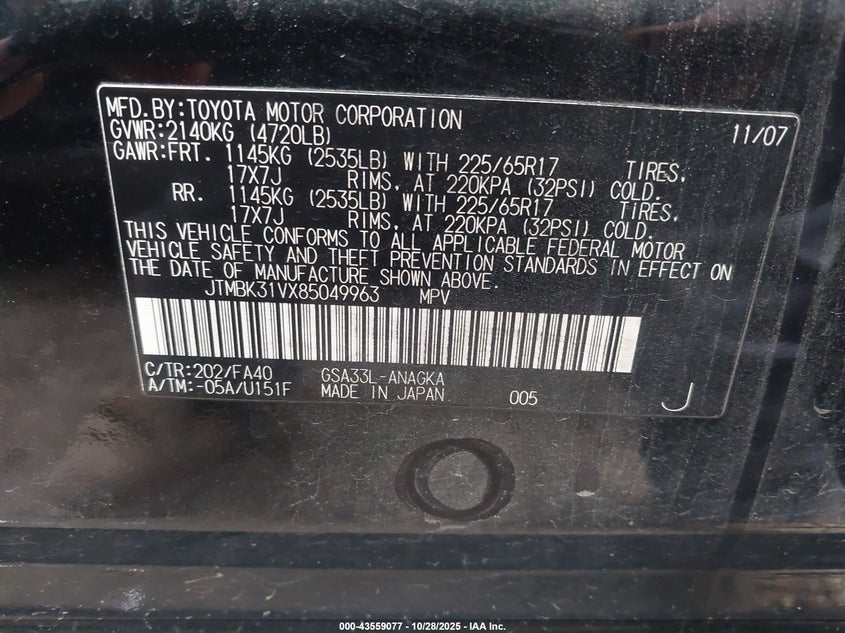 MFD.BY:TOYOTA MOTOR CORPORATION 11/07
GVWR:2140KG (4720LB)
GAWR:FRT. 1145KG (2535LB) WITH 225/65R17 TIRES,
17X7J RIMS, AT 220KPA (32PSI) COLD.
RR. 1145KG (2535LB) WITH 225/65R17 TIRES,
17X7J RIMS, AT 220KPA (32PSI) COLD.
THIS VEHICLE CONFORMS TO ALL APPLICABLE FEDERAL MOTOR
VEHICLE SAFETY AND THEFT PREVENTION STANDARDS IN EFFECT ON
THE DATE OF MANUFACTURE SHOWN ABOVE.
JTMBK31VX85049963 MPV
C/TR:202/FA40 GSA33L-ANAGKA
A/TM:-05A/U151F MADE IN JAPAN 005 J
000-43559077 - 10/28/2025 - IAA Inc.